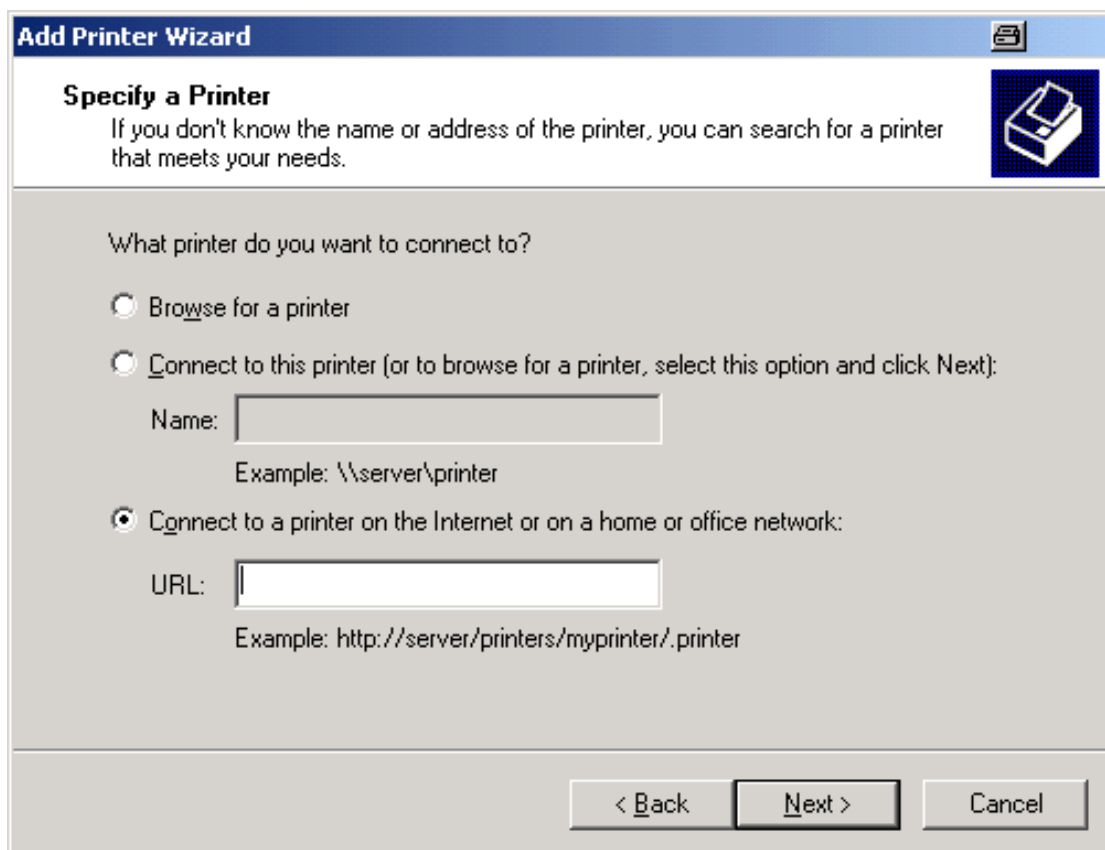 Add Printer Wizard
Specify a Printer
If you don't know the name or address of the printer, you can search for a printer
that meets your needs.
What printer do you want to connect to?
Browse for a printer
Connect to this printer (or to browse for a printer, select this option and click Next):
Name:
Example: \\server\printer
Connect to a printer on the Internet or on a home or office network:
URL:
Example: http://server/printers/myprinter/.printer
< Back Next > Cancel